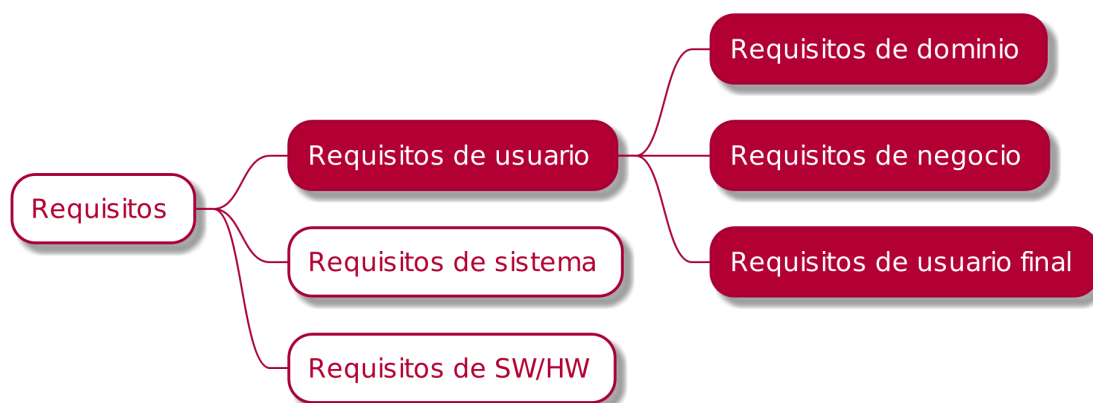 Requisitos
Requisitos de usuario
Requisitos de dominio
Requisitos de negocio
Requisitos de usuario final
Requisitos de sistema
Requisitos de SW/HW